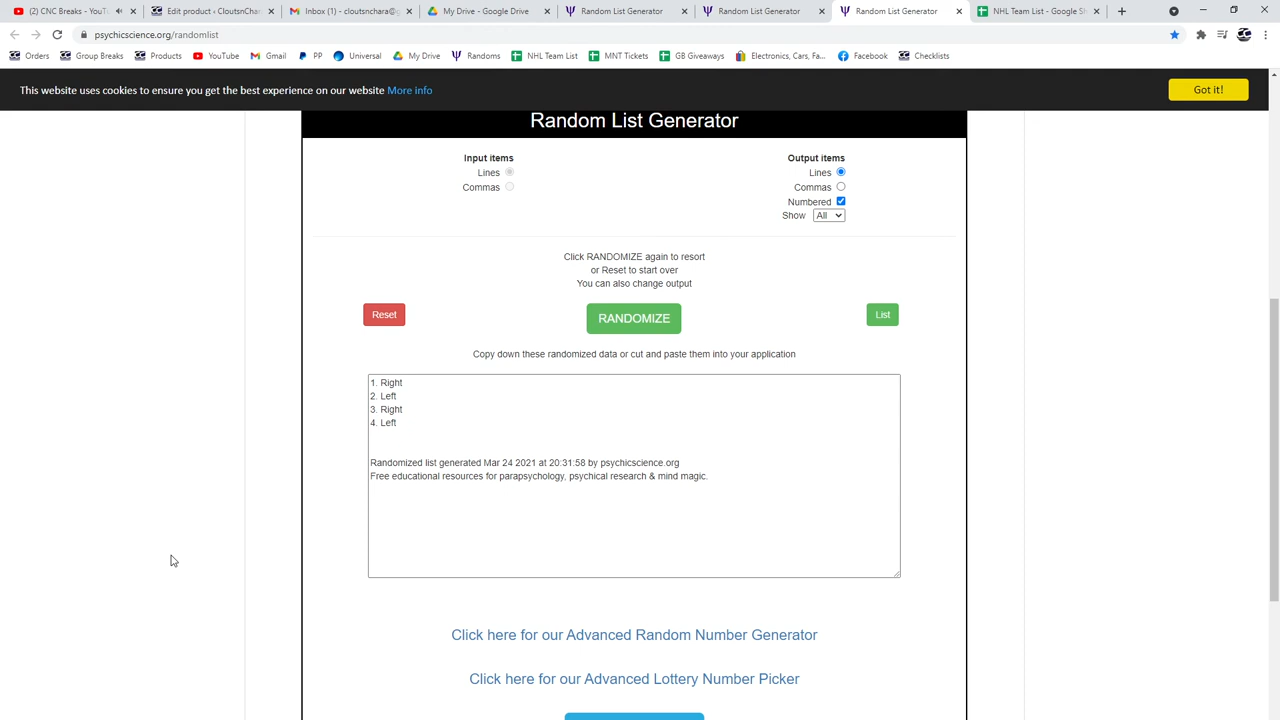 (2) CNC Breaks - YouT
Edit product ‹ CloutsnChara
Inbox (1) - cloutsnchara@g
My Drive - Google Drive
Random List Generator
Random List Generator
Random List Generator
NHL Team List - Google Sh
psychicscience.org/randomlist
Orders
Group Breaks
Products
YouTube
Gmail
PP
Universal
My Drive
Randoms
NHL Team List
MNT Tickets
GB Giveaways
Electronics, Cars, Fa...
Facebook
Checklists
This website uses cookies to ensure you get the best experience on our website More info
Got it!
Random List Generator
Input items
Lines
Commas
Output items
Lines
Commas
Numbered
Show All
Click RANDOMIZE again to resort
or Reset to start over
You can also change output
Reset
RANDOMIZE
List
Copy down these randomized data or cut and paste them into your application
1. Right
2. Left
3. Right
4. Left
Randomized list generated Mar 24 2021 at 20:31:58 by psychicscience.org
Free educational resources for parapsychology, psychical research & mind magic.
Click here for our Advanced Random Number Generator
Click here for our Advanced Lottery Number Picker